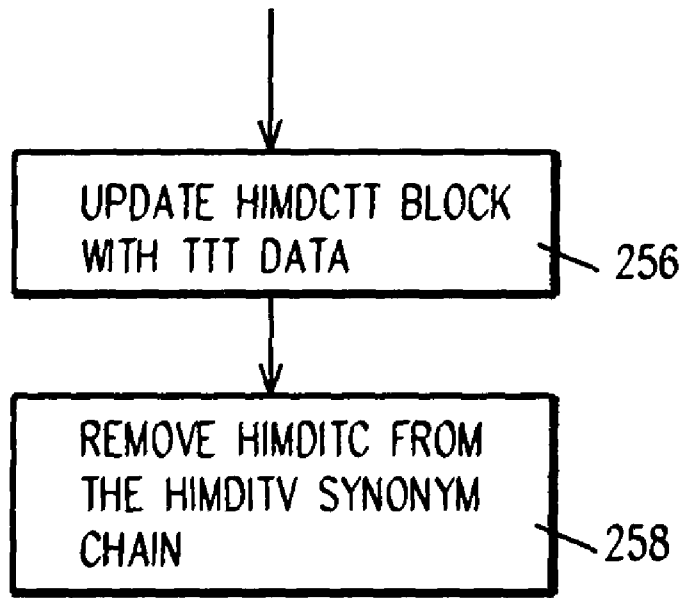 UPDATE HIMDCTT BLOCK
WITH TTT DATA
256
REMOVE HIMDITC FROM
THE HIMDITV SYNONYM
CHAIN
258